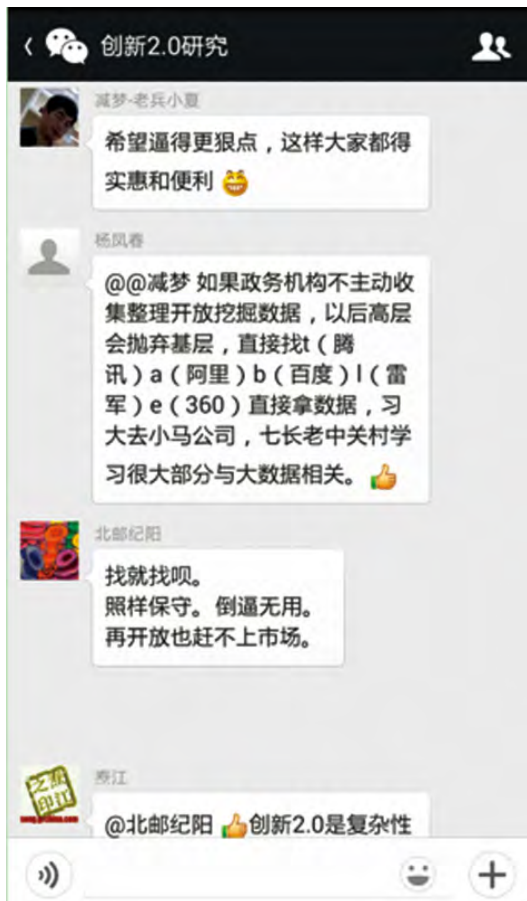 创新2.0研究
减梦-老兵小夏
希望逼得更狠点，这样大家都得
实惠和便利
杨凤春
@@减梦 如果政务机构不主动收
集整理开放挖掘数据，以后高层
会抛弃基层，直接找t（腾
讯）a（阿里）b（百度）l（雷
军）e（360）直接拿数据，习
大去小马公司，七长老中关村学
习很大部分与大数据相关。
北邮纪阳
找就找呗。
照样保守。倒逼无用。
再开放也赶不上市场。
泰江
@北邮纪阳 创新2.0是复杂性